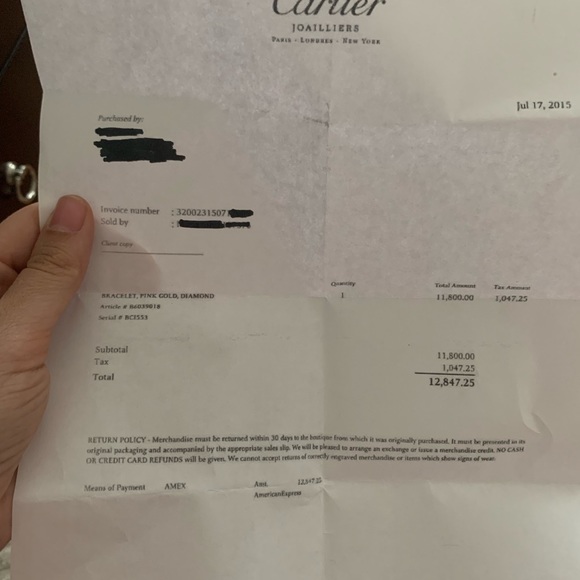 Cartier
JOAILLIERS
PARIS - LONDRES - NEW YORK
Jul 17, 2015
Purchased by:
Invoice number : 3200231507
Sold by :
Client copy
Quantity Total Amount Tax Amount
BRACELET, PINK GOLD, DIAMOND 1 11,800.00 1,047.25
Article # B6039018
Serial # BCI553
Subtotal 11,800.00
Tax 1,047.25
Total 12,847.25
RETURN POLICY - Merchandise must be returned within 30 days to the boutique from which it was originally purchased. It must be presented in its
original packaging and accompanied by the appropriate sales slip. We will be pleased to arrange an exchange or issue a merchandise credit. NO CASH
OR CREDIT CARD REFUNDS will be given. We cannot accept returns of correctly engraved merchandise or items which show signs of wear.
Means of Payment AMEX Amt. 12,847.25
AmericanExpress